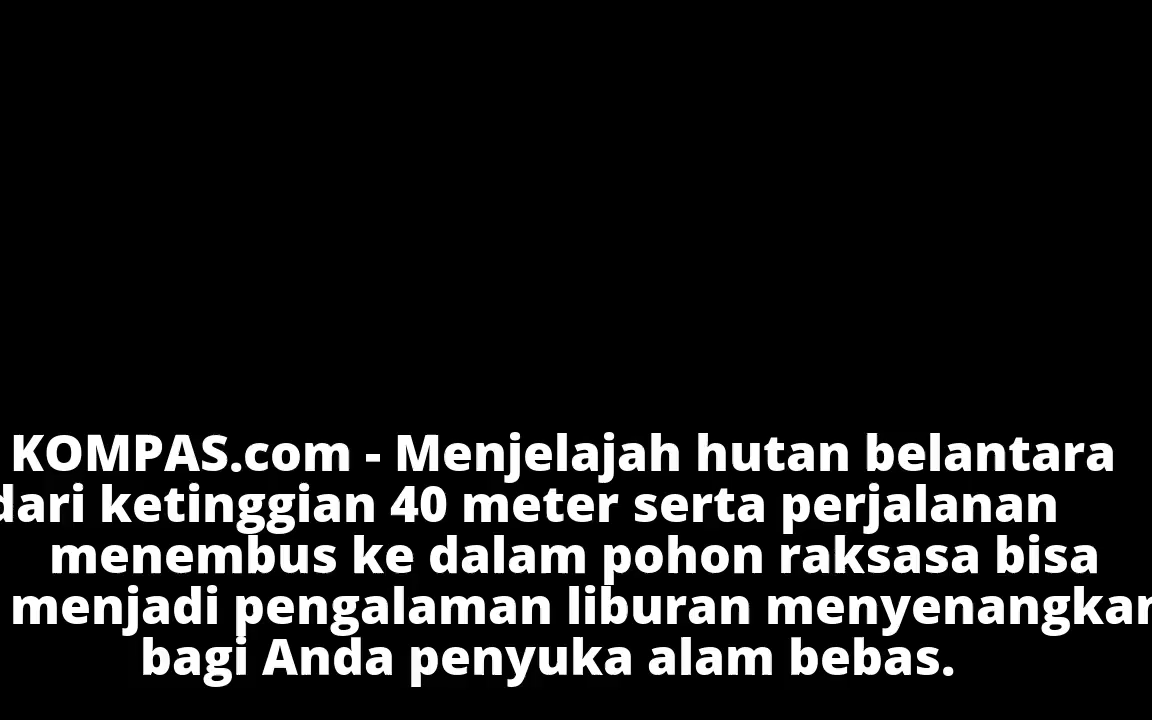 KOMPAS.com - Menjelajah hutan belantara
dari ketinggian 40 meter serta perjalanan
menembus ke dalam pohon raksasa bisa
menjadi pengalaman liburan menyenangkan
bagi Anda penyuka alam bebas.